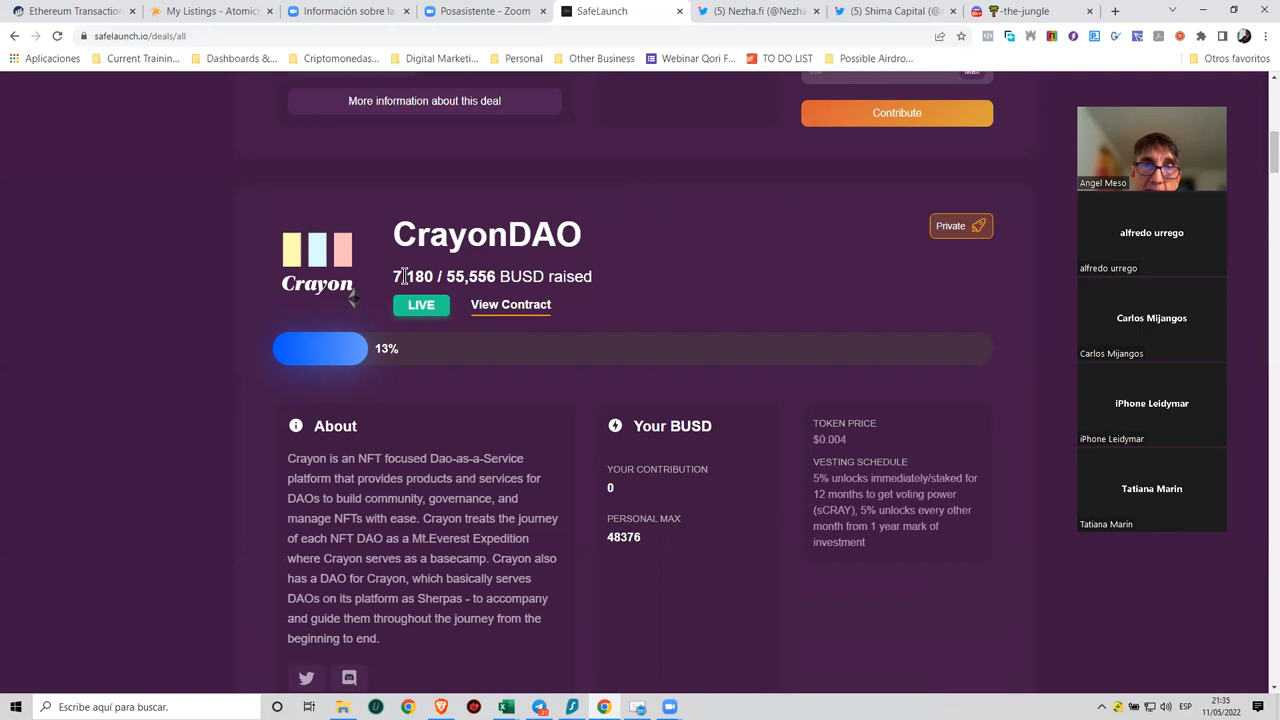 Ethereum Transaction
My Listings - Atomic
Información sobre la
Posasistente - Zoom
SafeLaunch
(5) Nezha.fi (@Nezha
(5) Shima Capital (@
-the-jungle
safelaunch.io/deals/all
Aplicaciones
Current Trainin...
Dashboards &...
Criptomonedas...
Digital Marketi...
Personal
Other Business
Webinar Qori F...
TO DO LIST
Possible Airdro...
Otros favoritos
More information about this deal
Max
Contribute
Crayon
CrayonDAO
7,180 / 55,556 BUSD raised
LIVE
View Contract
Private
13%
About
Crayon is an NFT focused Dao-as-a-Service
platform that provides products and services for
DAOs to build community, governance, and
manage NFTs with ease. Crayon treats the journey
of each NFT DAO as a Mt.Everest Expedition
where Crayon serves as a basecamp. Crayon also
has a DAO for Crayon, which basically serves
DAOs on its platform as Sherpas - to accompany
and guide them throughout the journey from the
beginning to end.
Your BUSD
YOUR CONTRIBUTION
0
PERSONAL MAX
48376
TOKEN PRICE
$0.004
VESTING SCHEDULE
5% unlocks immediately/staked for
12 months to get voting power
(sCRAY), 5% unlocks every other
month from 1 year mark of
investment
Angel Meso
alfredo urrego
alfredo urrego
Carlos Mijangos
Carlos Mijangos
iPhone Leidymar
iPhone Leidymar
Tatiana Marin
Tatiana Marin
Escribe aquí para buscar.
ESP
21:35
11/05/2022